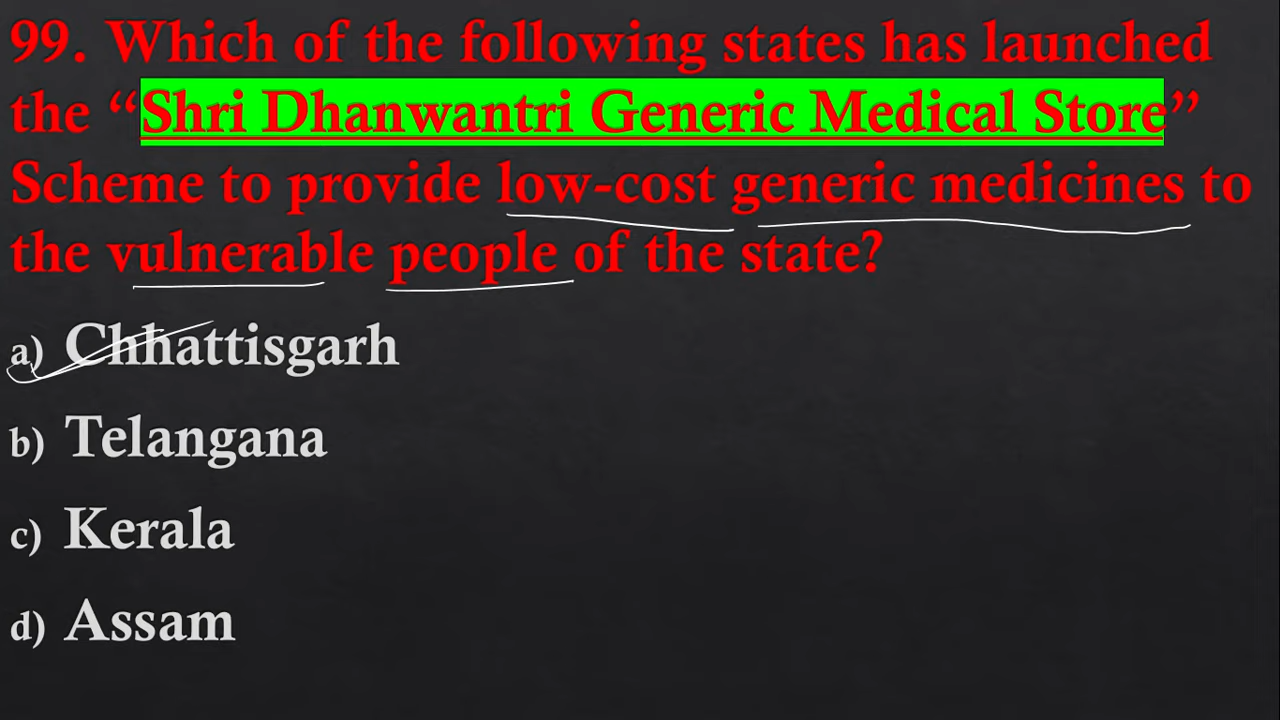 99. Which of the following states has launched
the “Shri Dhanwantri Generic Medical Store”
Scheme to provide low-cost generic medicines to
the vulnerable people of the state?
a) Chhattisgarh
b) Telangana
c) Kerala
d) Assam